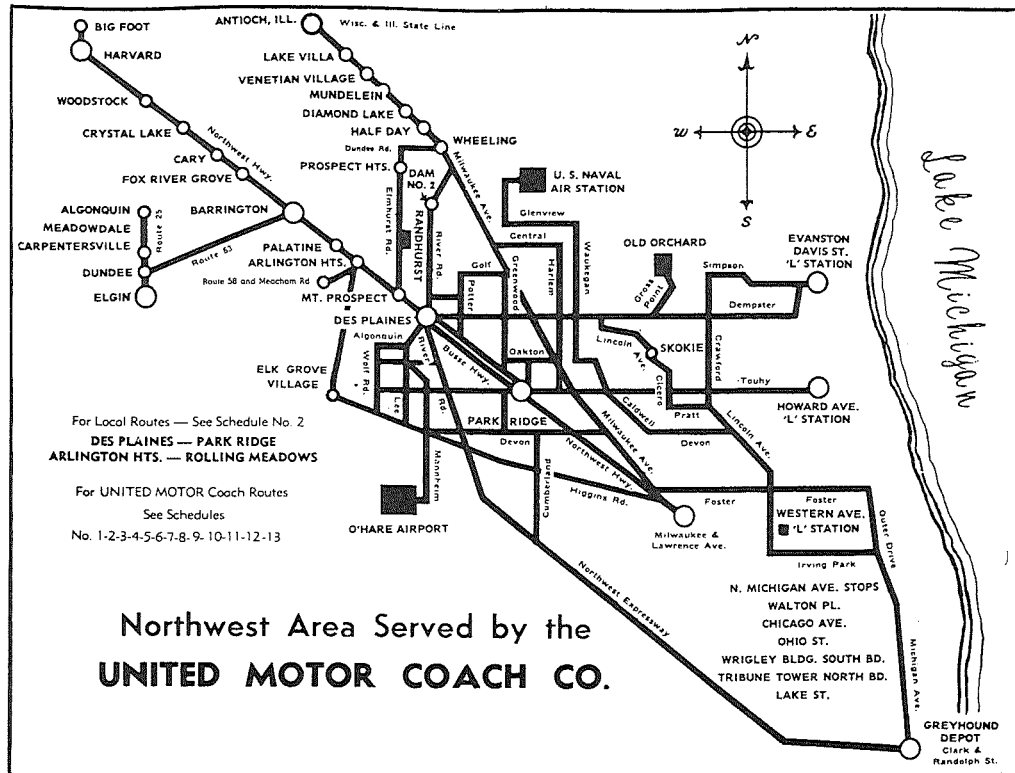 BIG FOOT
HARVARD
WOODSTOCK
CRYSTAL LAKE
CARY
FOX RIVER GROVE
Northwest Hwy.
ALGONQUIN
MEADOWDALE
CARPENTERSVILLE
DUNDEE
ELGIN
Route 25
Route 63
BARRINGTON
PALATINE
ARLINGTON HTS.
Route 58 and Meacham Rd
MT. PROSPECT
DES PLAINES
ANTIOCH, ILL.
Wisc. & Ill. State Line
LAKE VILLA
VENETIAN VILLAGE
MUNDELEIN
DIAMOND LAKE
HALF DAY
WHEELING
Dundee Rd.
PROSPECT HTS.
DAM
NO. 2
RANDHURST
Elmhurst Rd.
River Rd.
Milwaukee Ave.
U. S. NAVAL
AIR STATION
Glenview
Central
Golf
Potter
Greenwood
Harlem
Waukegan
OLD ORCHARD
Gross
Point
Simpson
EVANSTON
DAVIS ST.
'L' STATION
Dempster
N
W
E
S
Lake Michigan
Algonquin
Wolf Rd.
Lee
River
Rd.
Busse Hwy.
Oakton
Lincoln
Ave.
SKOKIE
Cicero
Crawford
Touhy
HOWARD AVE.
'L' STATION
ELK GROVE
VILLAGE
PARK RIDGE
Pratt
Caldwell
Devon
Devon
Lincoln Ave.
Milwaukee Ave.
Northwest Hwy.
Cumberland
Higgins Rd.
Mannheim
O'HARE AIRPORT
Milwaukee &
Lawrence Ave.
Foster
Foster
WESTERN AVE.
'L' STATION
Outer Drive
Irving Park
Northwest Expressway
For Local Routes — See Schedule No. 2
DES PLAINES — PARK RIDGE
ARLINGTON HTS. — ROLLING MEADOWS
For UNITED MOTOR Coach Routes
See Schedules
No. 1-2-3-4-5-6-7-8-9-10-11-12-13
N. MICHIGAN AVE. STOPS
WALTON PL.
CHICAGO AVE.
OHIO ST.
WRIGLEY BLDG. SOUTH BD.
TRIBUNE TOWER NORTH BD.
LAKE ST.
Michigan Ave.
Northwest Area Served by the
UNITED MOTOR COACH CO.
GREYHOUND
DEPOT
Clark &
Randolph St.